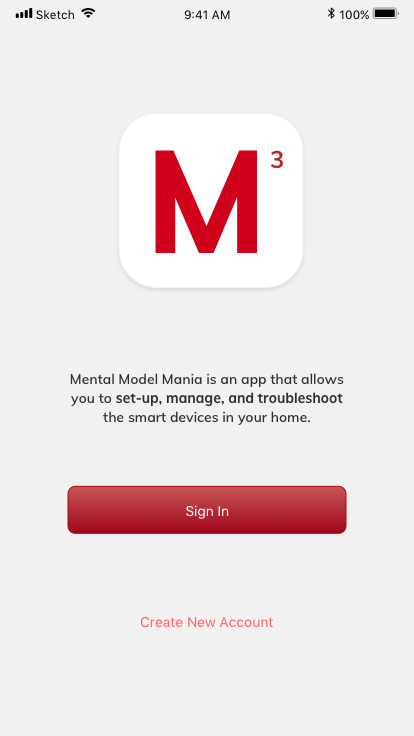 Sketch 9:41 AM 100%
M3
Mental Model Mania is an app that allows
you to set-up, manage, and troubleshoot
the smart devices in your home.
Sign In
Create New Account